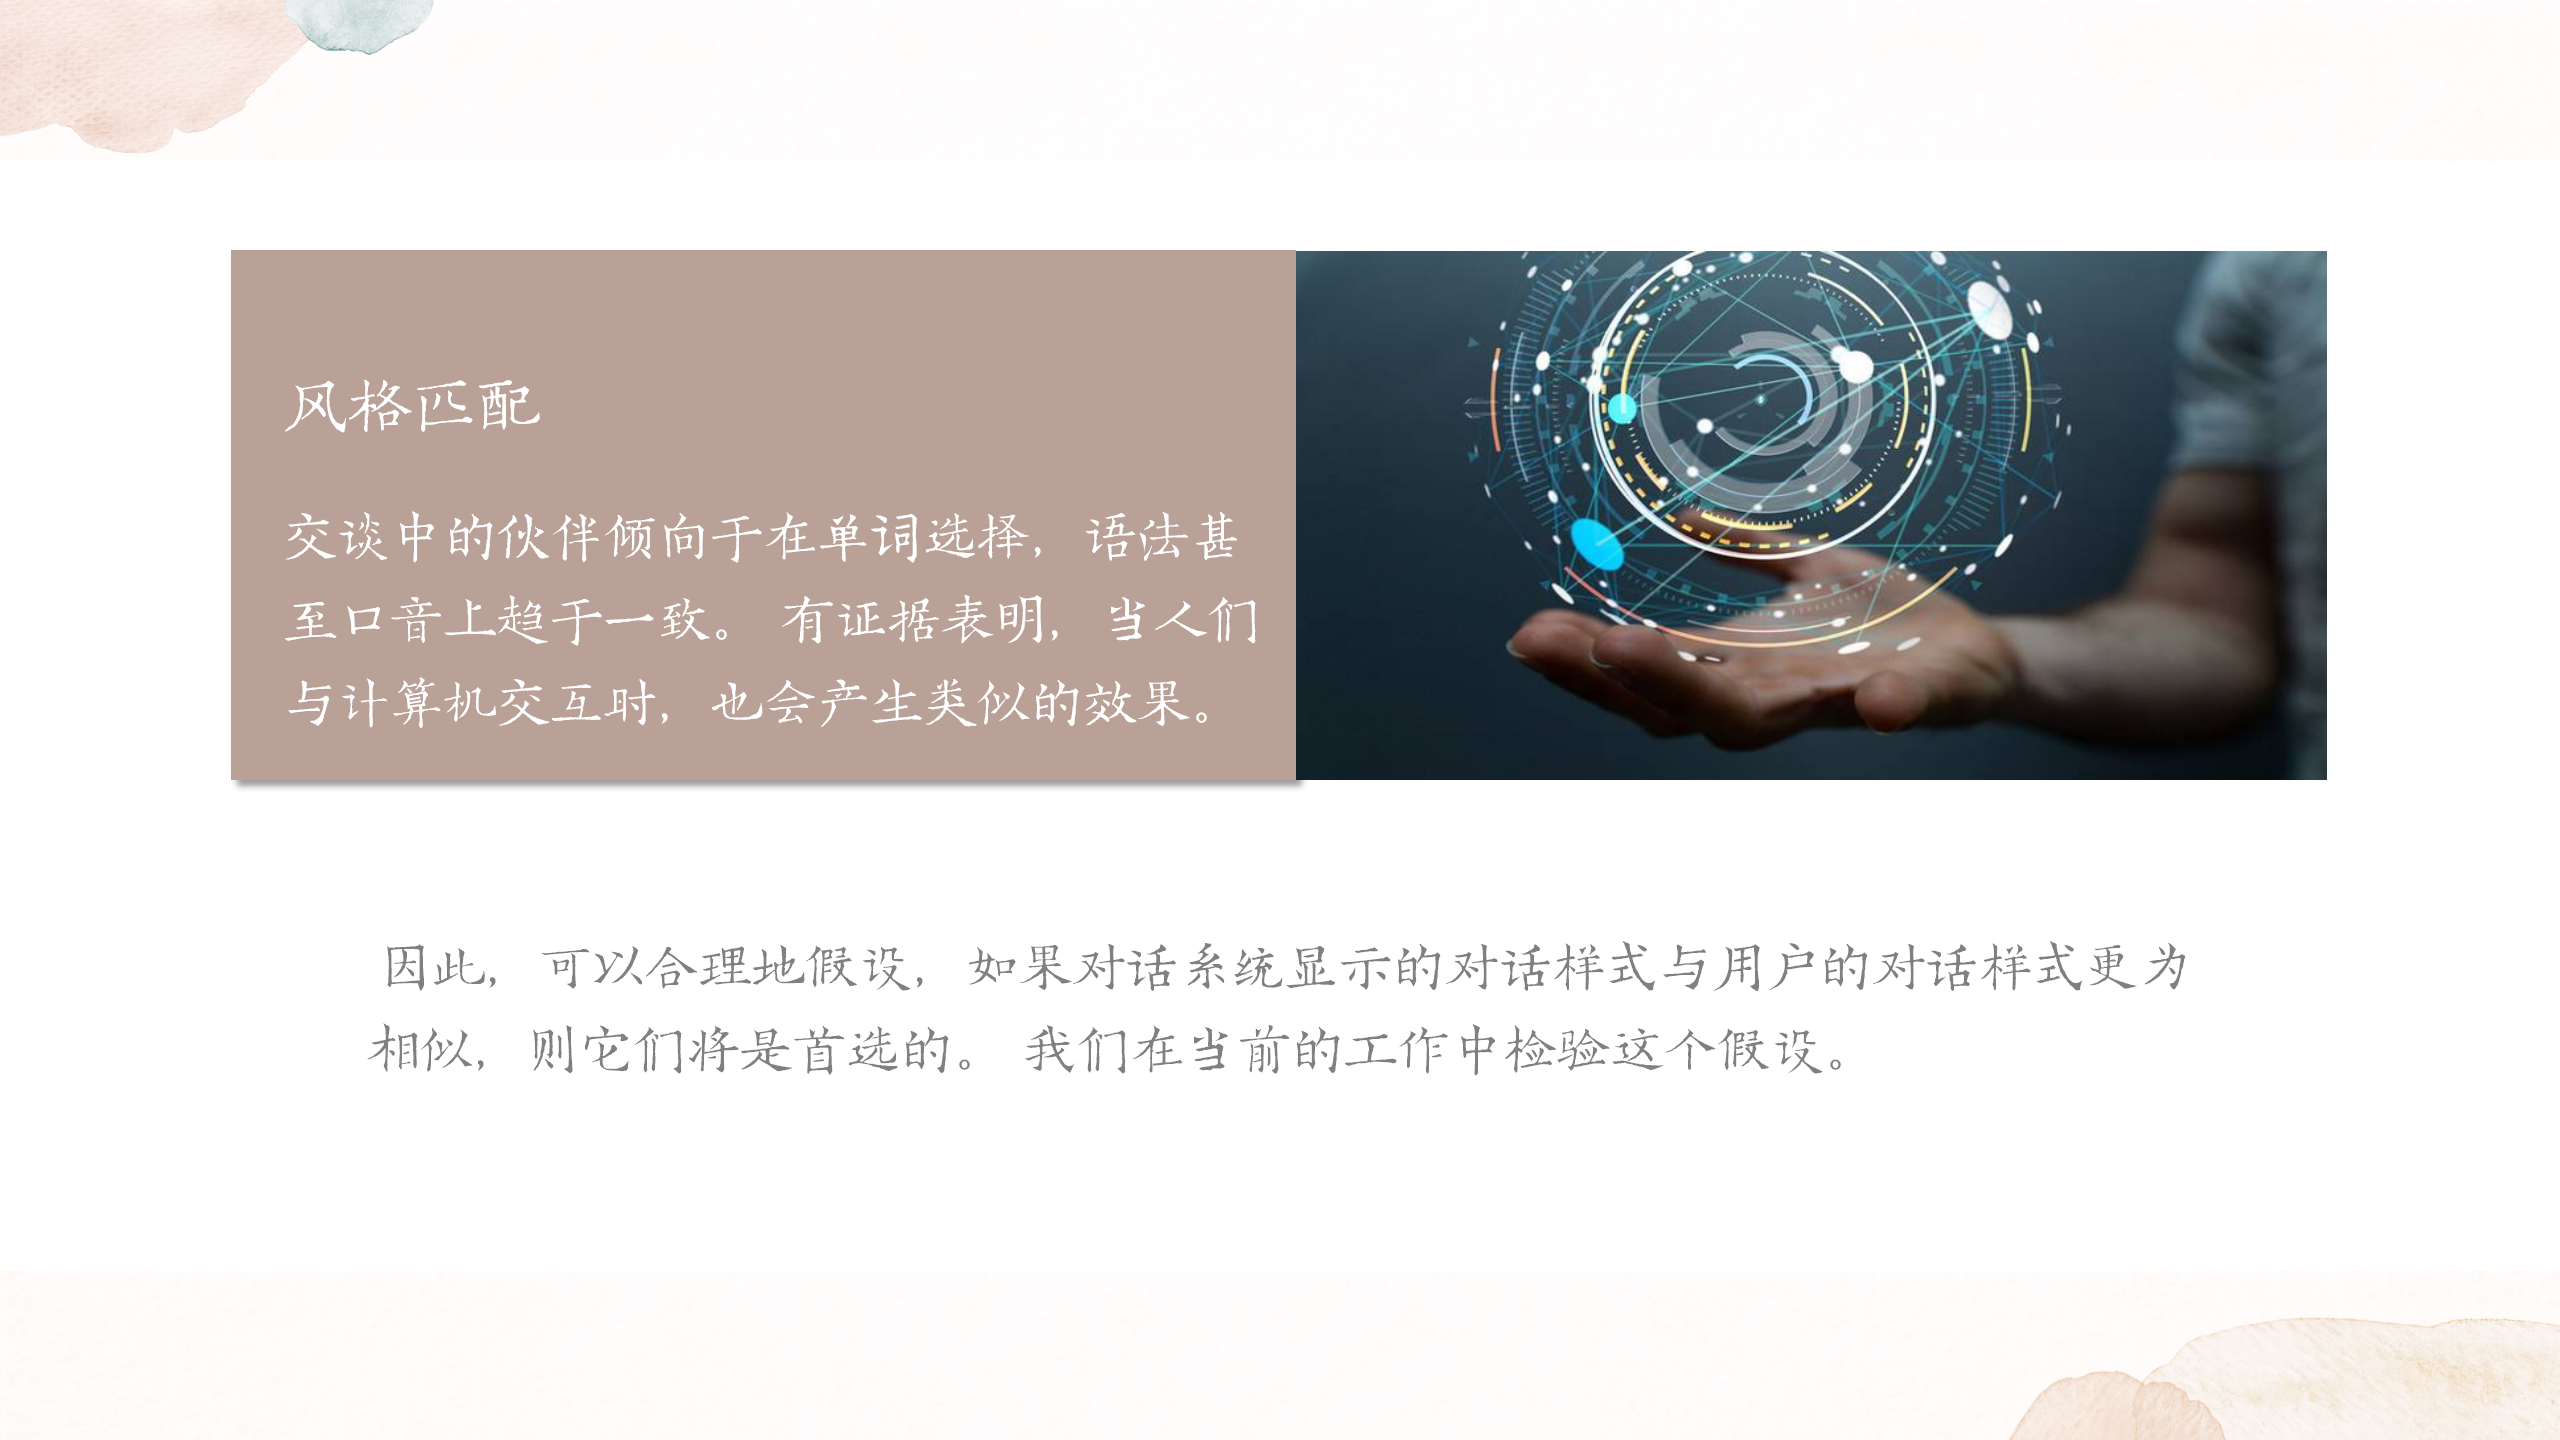 风格匹配
交谈中的伙伴倾向于在单词选择，语法甚
至口音上趋于一致。 有证据表明，当人们
与计算机交互时，也会产生类似的效果。
因此，可以合理地假设，如果对话系统显示的对话样式与用户的对话样式更为
相似，则它们将是首选的。 我们在当前的工作中检验这个假设。